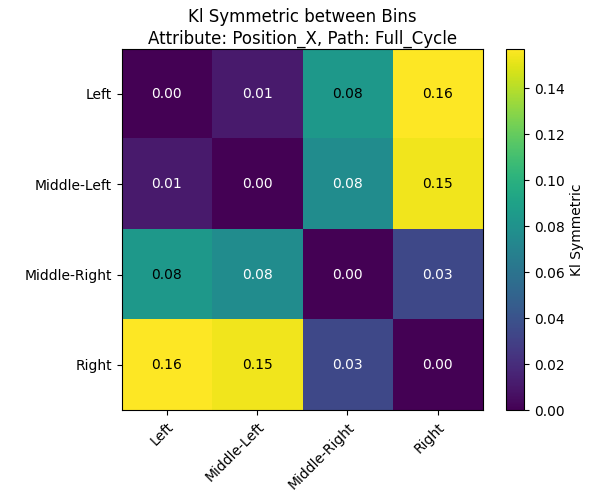 Kl Symmetric between Bins
Attribute: Position_X, Path: Full_Cycle
Left
0.00 0.01 0.08 0.16
Middle-Left
0.01 0.00 0.08 0.15
Middle-Right
0.08 0.08 0.00 0.03
Right
0.16 0.15 0.03 0.00
Left
Middle-Left
Middle-Right
Right
0.14
0.12
0.10
0.08
0.06
0.04
0.02
0.00
Kl Symmetric